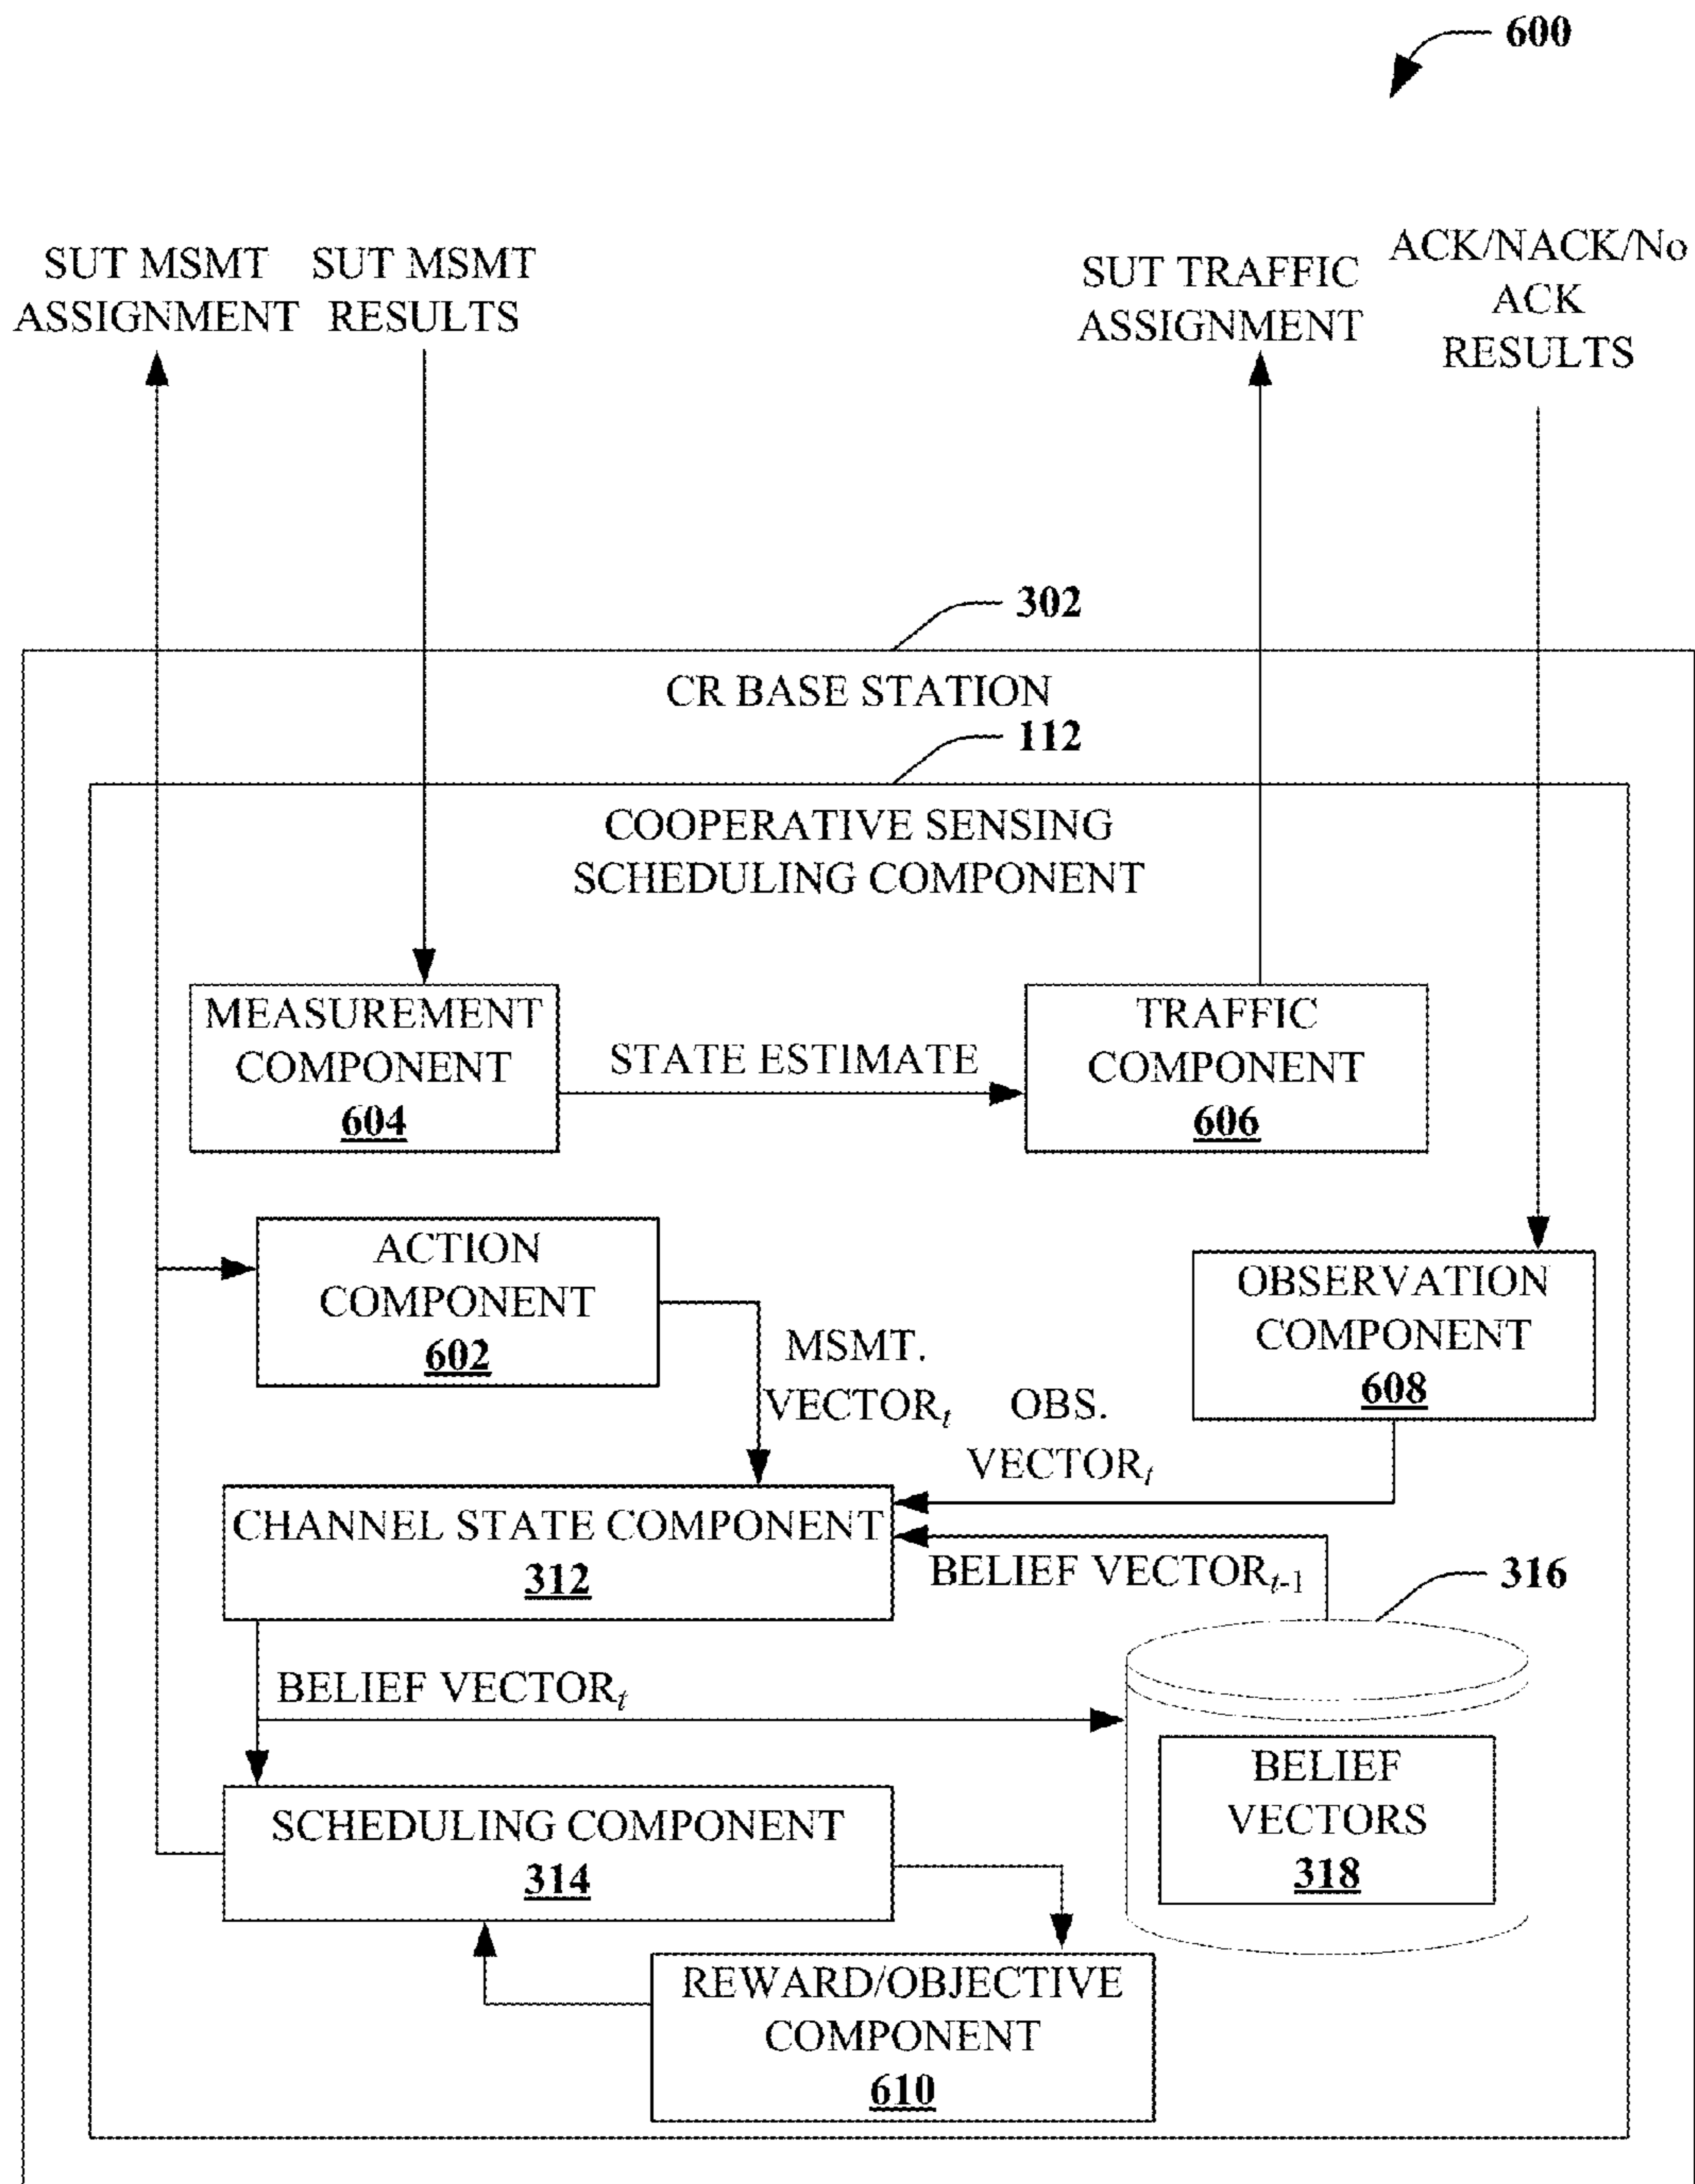 600
SUT MSMT
ASSIGNMENT
SUT MSMT
RESULTS
SUT TRAFFIC
ASSIGNMENT
ACK/NACK/No
ACK
RESULTS
302
CR BASE STATION
112
COOPERATIVE SENSING
SCHEDULING COMPONENT
MEASUREMENT
COMPONENT
604
STATE ESTIMATE
TRAFFIC
COMPONENT
606
ACTION
COMPONENT
602
OBSERVATION
COMPONENT
608
MSMT.
VECTORt
OBS.
VECTORt
CHANNEL STATE COMPONENT
312
BELIEF VECTORt-1
316
BELIEF VECTORt
BELIEF
VECTORS
318
SCHEDULING COMPONENT
314
REWARD/OBJECTIVE
COMPONENT
610